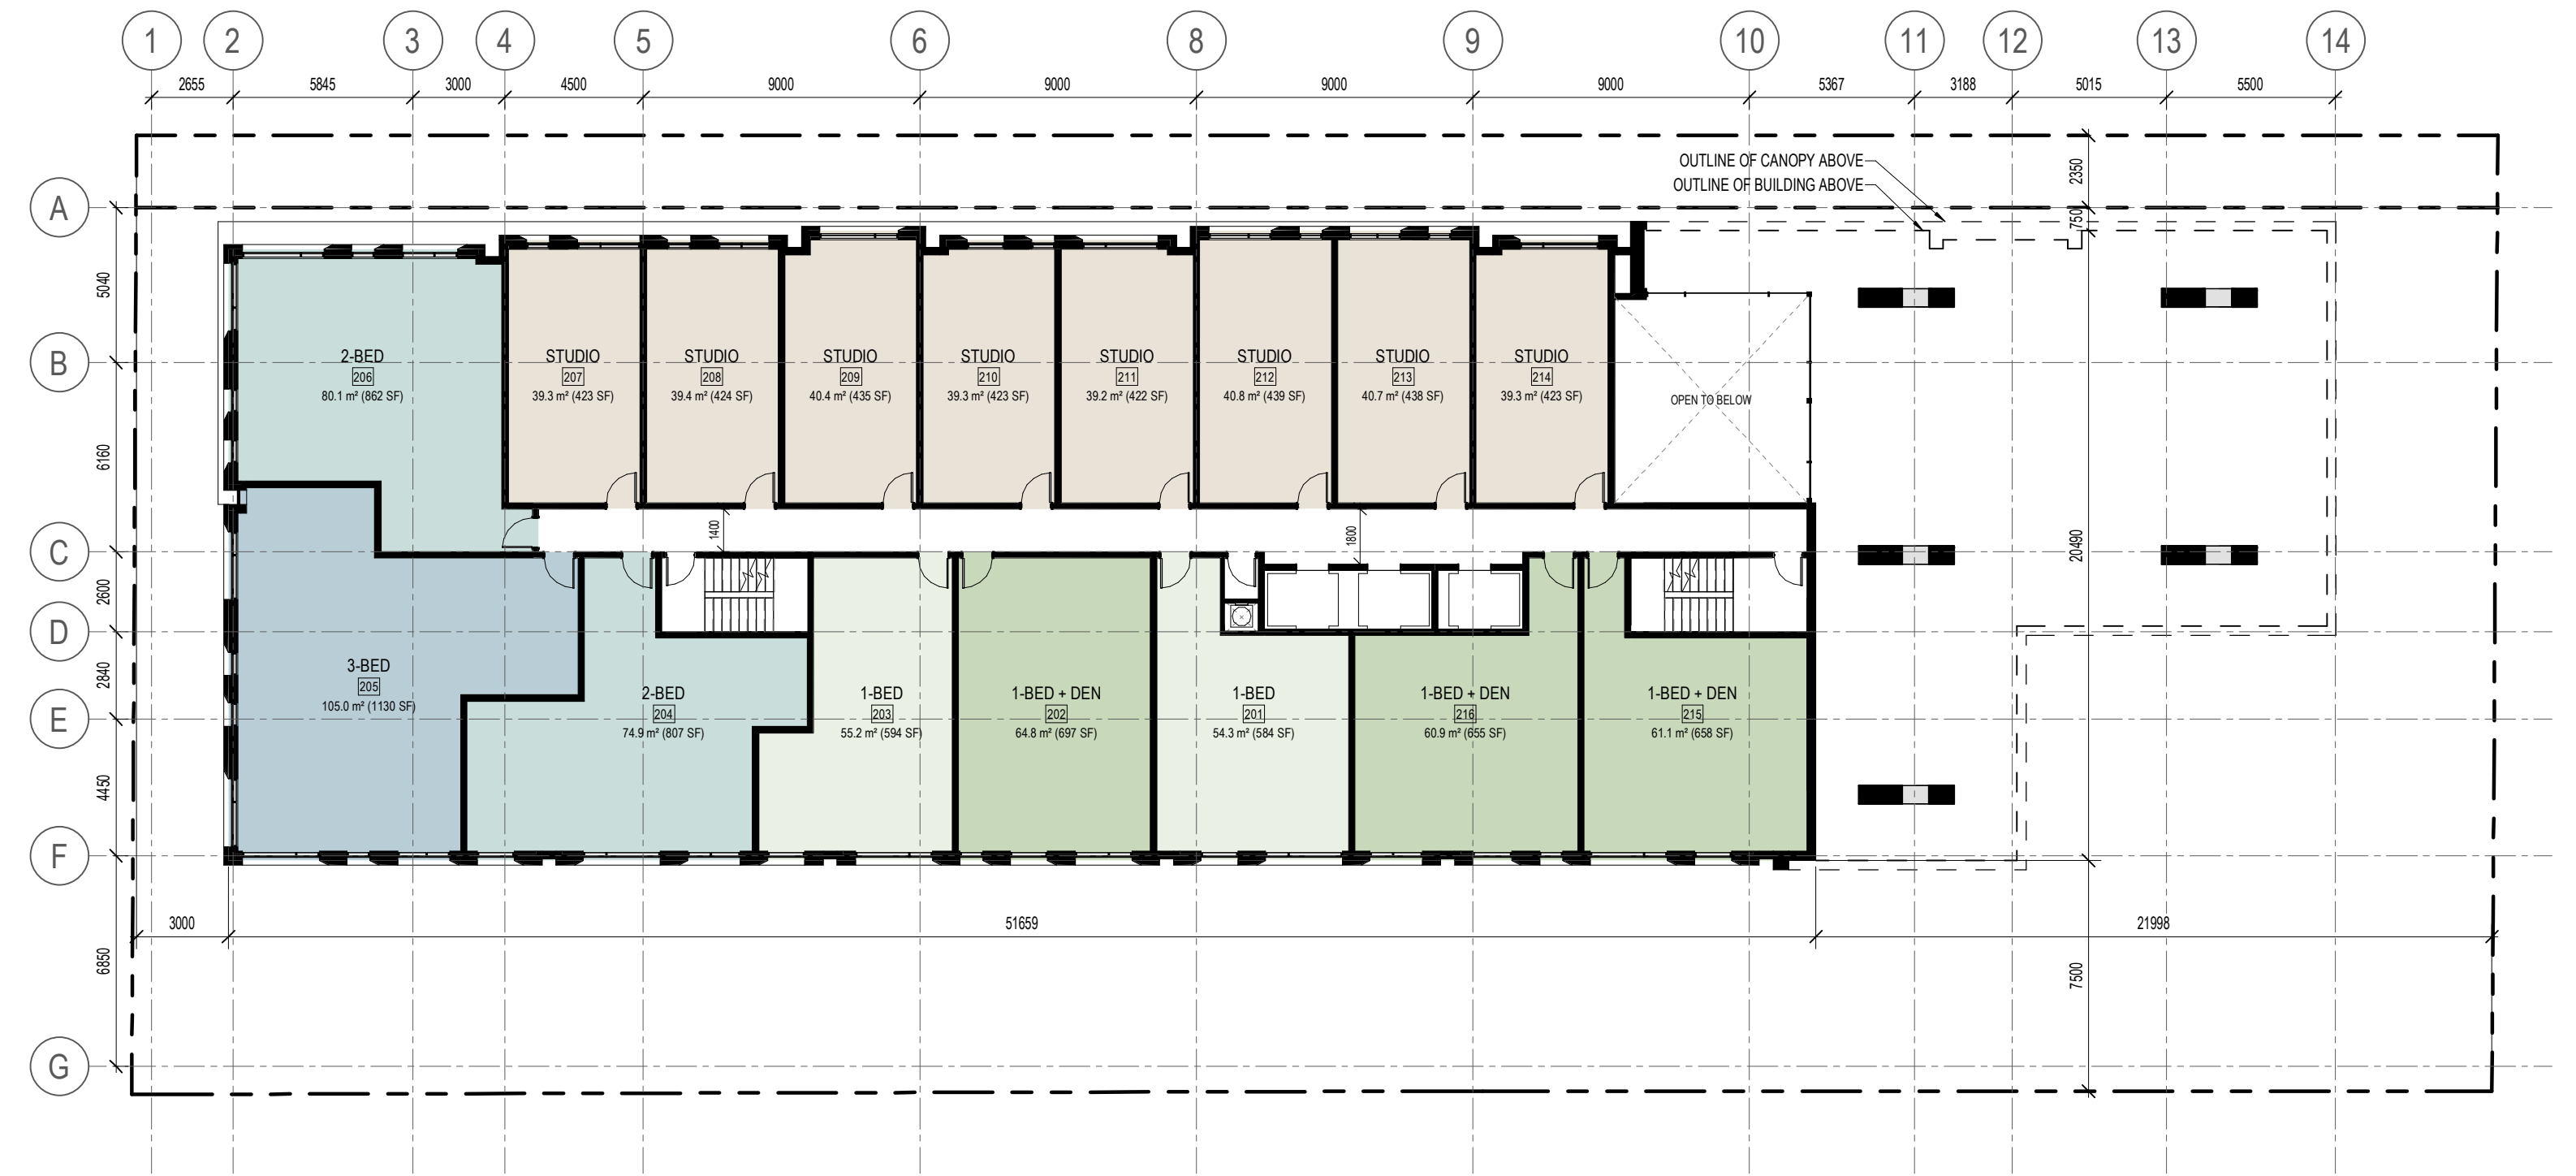 1 2 3 4 5 6 8 9 10 11 12 13 14
2655 5845 3000 4500 9000 9000 9000 9000 5367 3188 5015 5500
A
B
C
D
E
F
G
5040
6160
2600
2840
4450
6850
OUTLINE OF CANOPY ABOVE
OUTLINE OF BUILDING ABOVE
2350
750
20490
7500
2-BED
206
80.1 m² (862 SF)
STUDIO
207
39.3 m² (423 SF)
STUDIO
208
39.4 m² (424 SF)
STUDIO
209
40.4 m² (435 SF)
STUDIO
210
39.3 m² (423 SF)
STUDIO
211
39.2 m² (422 SF)
STUDIO
212
40.8 m² (439 SF)
STUDIO
213
40.7 m² (438 SF)
STUDIO
214
39.3 m² (423 SF)
OPEN TO BELOW
1400
1800
3-BED
205
105.0 m² (1130 SF)
2-BED
204
74.9 m² (807 SF)
1-BED
203
55.2 m² (594 SF)
1-BED + DEN
202
64.8 m² (697 SF)
1-BED
201
54.3 m² (584 SF)
1-BED + DEN
216
60.9 m² (655 SF)
1-BED + DEN
215
61.1 m² (658 SF)
3000 51659 21998